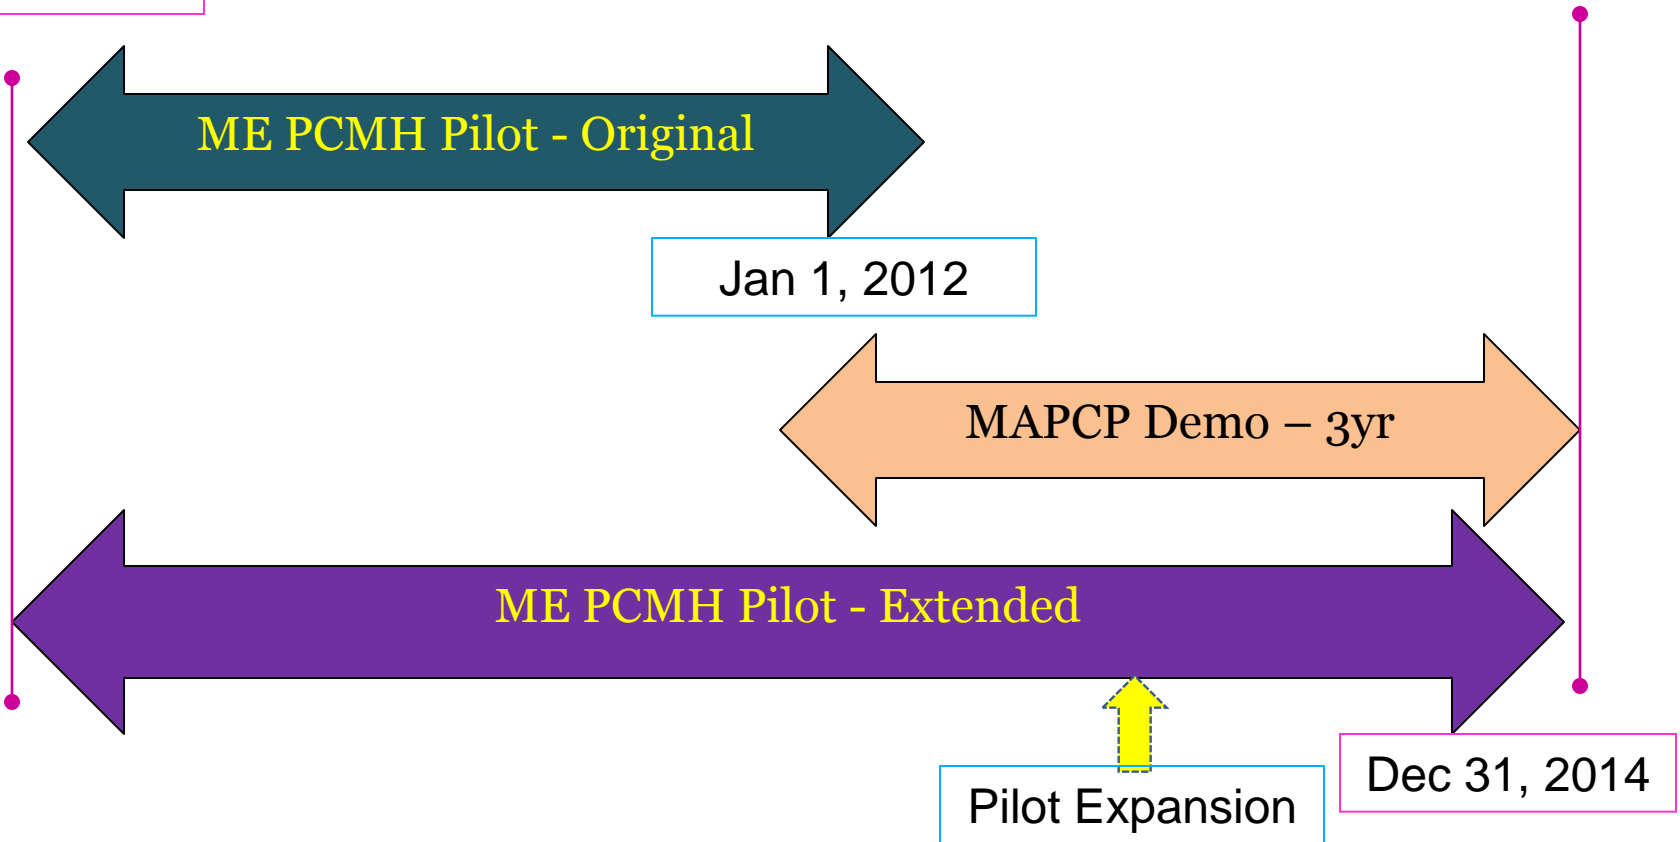 ME PCMH Pilot - Original
Jan 1, 2012
MAPCP Demo – 3yr
ME PCMH Pilot - Extended
Dec 31, 2014
Pilot Expansion